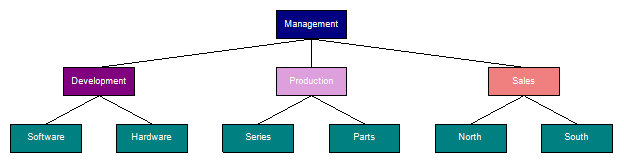 Management
Development
Production
Sales
Software
Hardware
Series
Parts
North
South